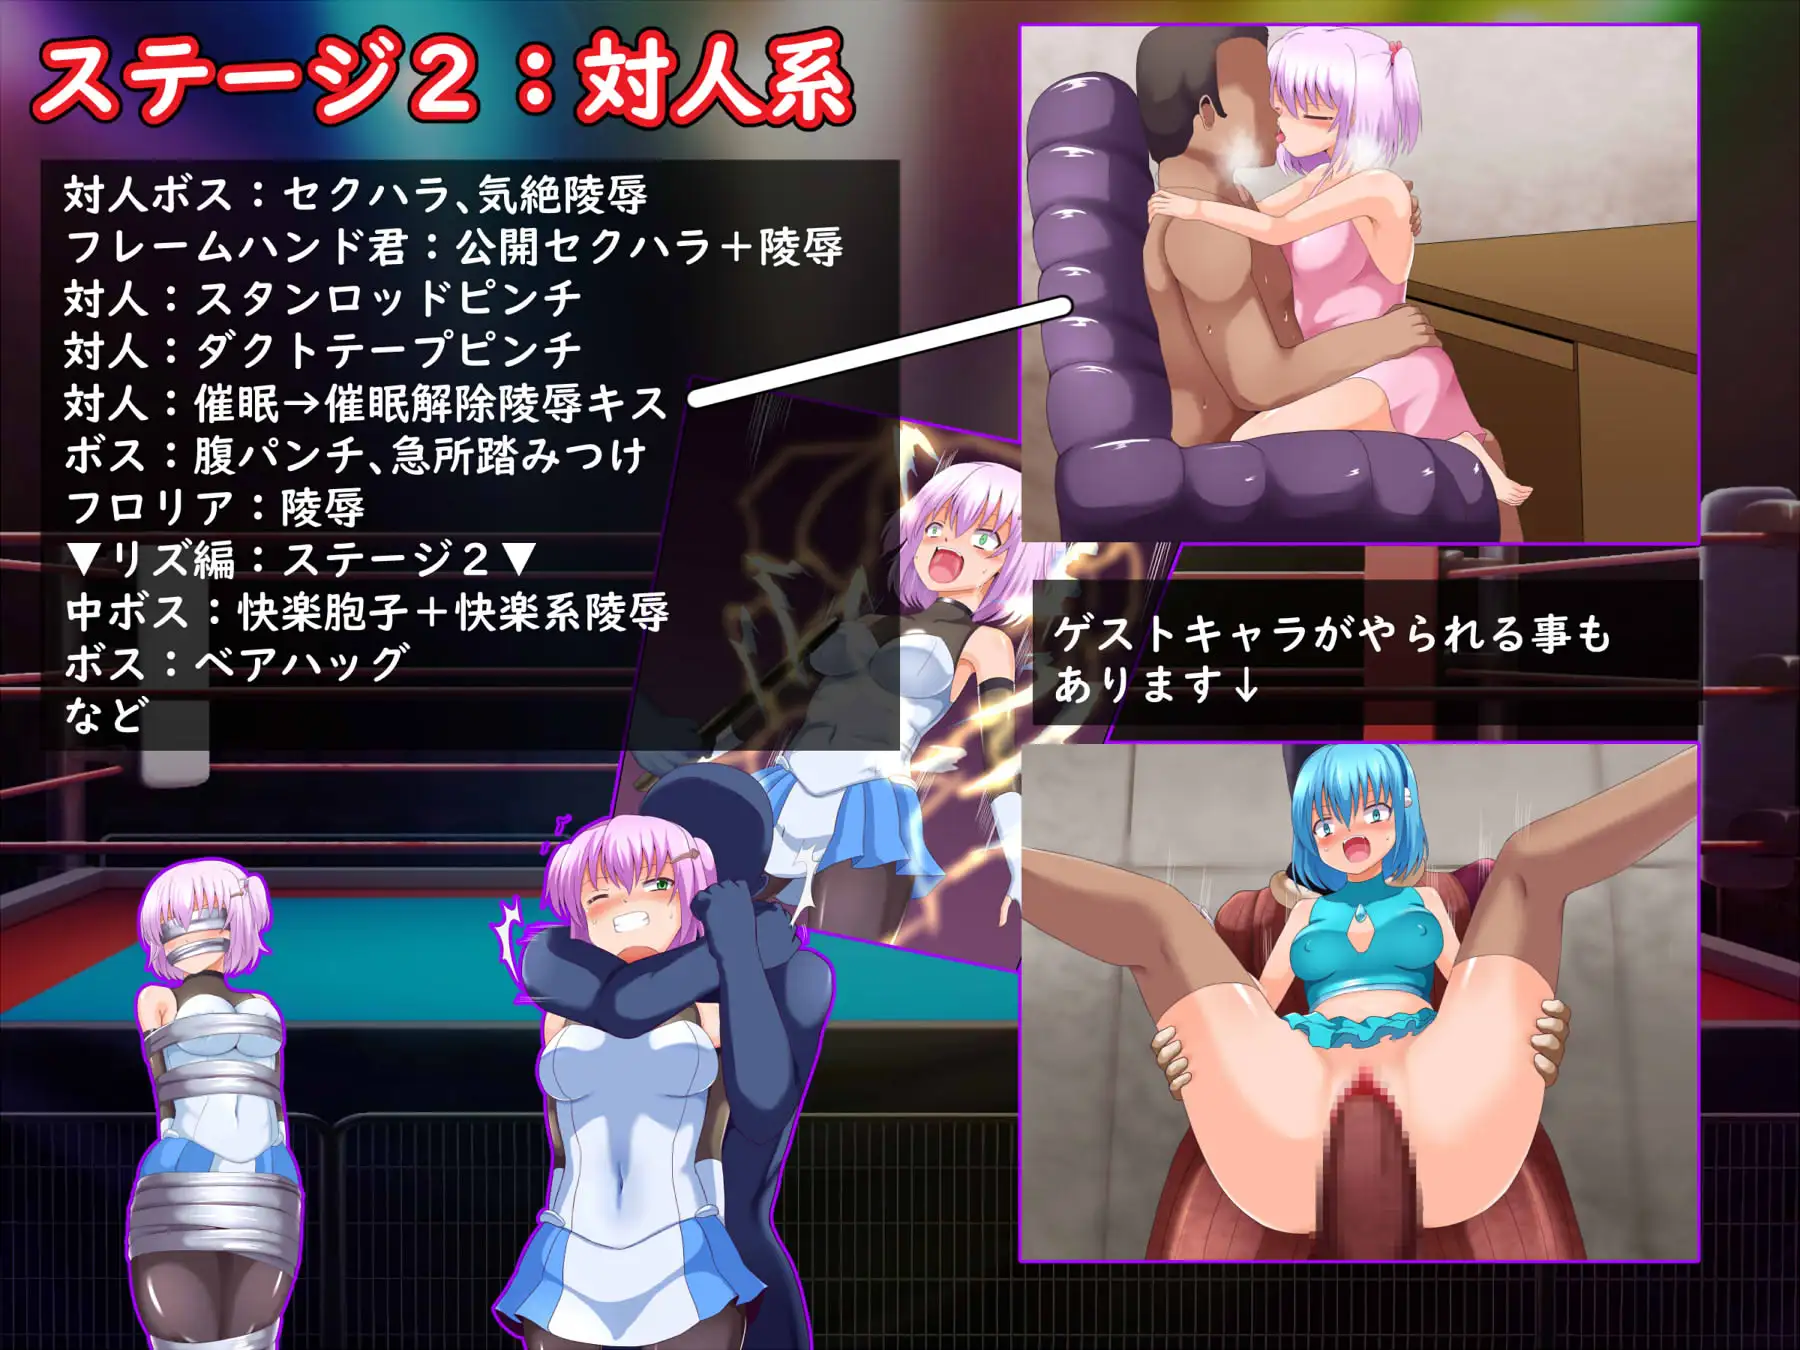 ステージ２：対人系
対人ボス：セクハラ、気絶陵辱
フレームハンド君：公開セクハラ＋陵辱
対人：スタンロッドピンチ
対人：ダクトテープピンチ
対人：催眠→催眠解除陵辱キス
ボス：腹パンチ、急所踏みつけ
フロリア：陵辱
▼リズ編：ステージ２▼
中ボス：快楽胞子＋快楽系陵辱
ボス：ベアハッグ
など
ゲストキャラがやられる事も
あります↓